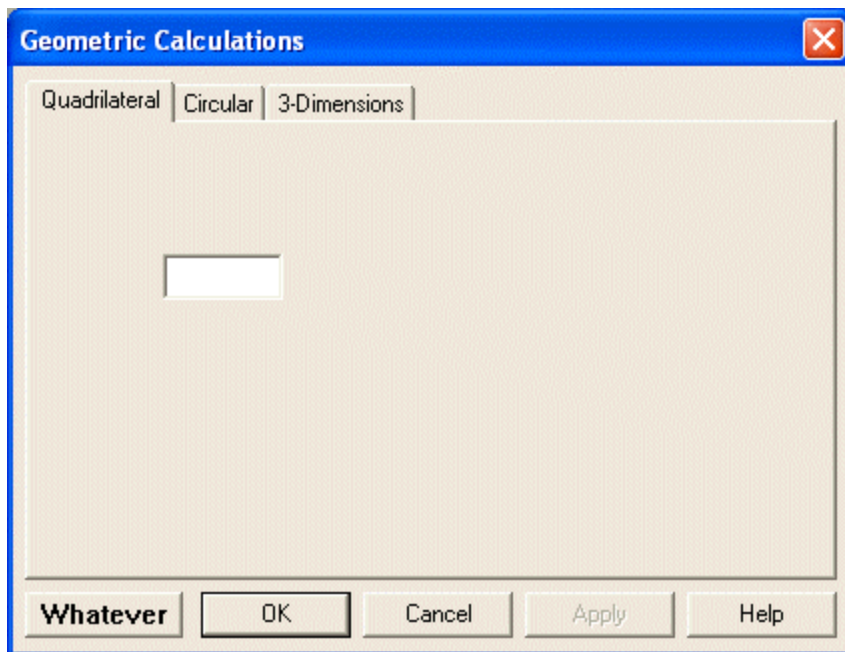 Geometric Calculations
Quadrilateral Circular 3-Dimensions
Whatever OK Cancel Apply Help